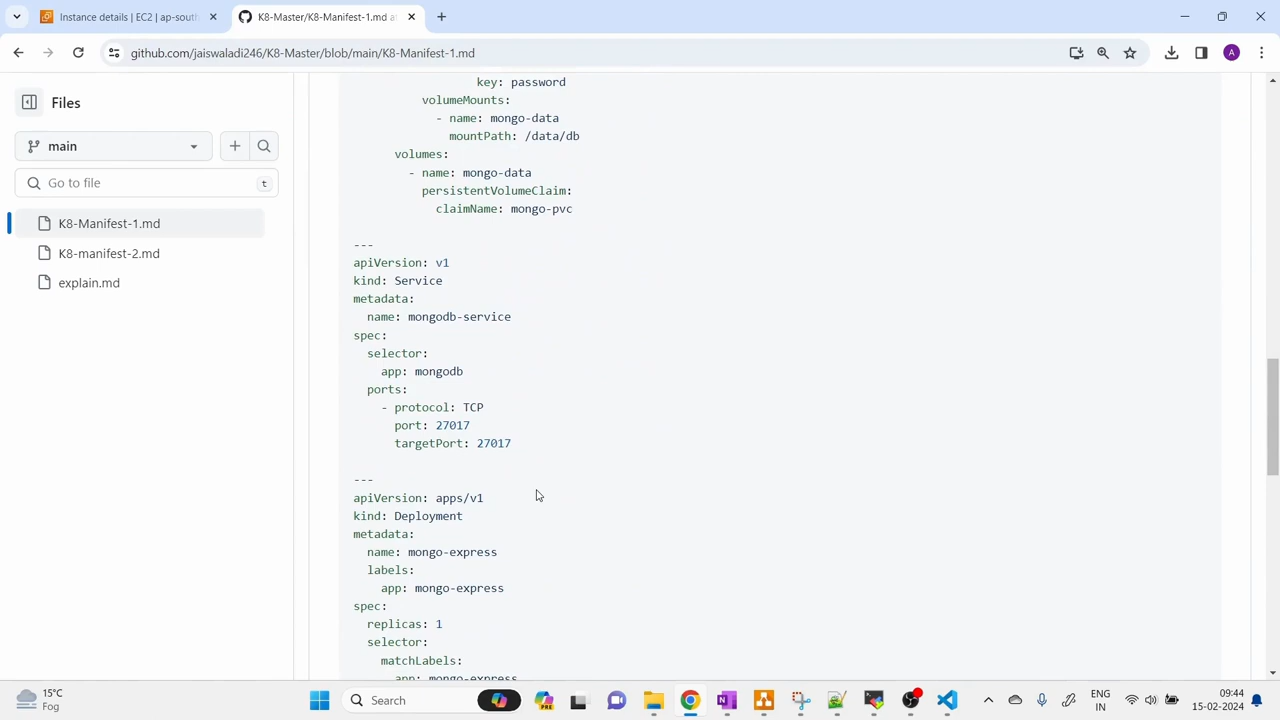 Instance details | EC2 | ap-sout
K8-Master/K8-Manifest-1.md a
github.com/jaiswaladi246/K8-Master/blob/main/K8-Manifest-1.md
A
Files
main
Go to file
t
K8-Manifest-1.md
K8-manifest-2.md
explain.md
key: password
volumeMounts:
- name: mongo-data
mountPath: /data/db
volumes:
- name: mongo-data
persistentVolumeClaim:
claimName: mongo-pvc
---
apiVersion: v1
kind: Service
metadata:
name: mongodb-service
spec:
selector:
app: mongodb
ports:
- protocol: TCP
port: 27017
targetPort: 27017
---
apiVersion: apps/v1
kind: Deployment
metadata:
name: mongo-express
labels:
app: mongo-express
spec:
replicas: 1
selector:
matchLabels:
app: mongo-express
15°C
Fog
Search
ENG
IN
09:44
15-02-2024